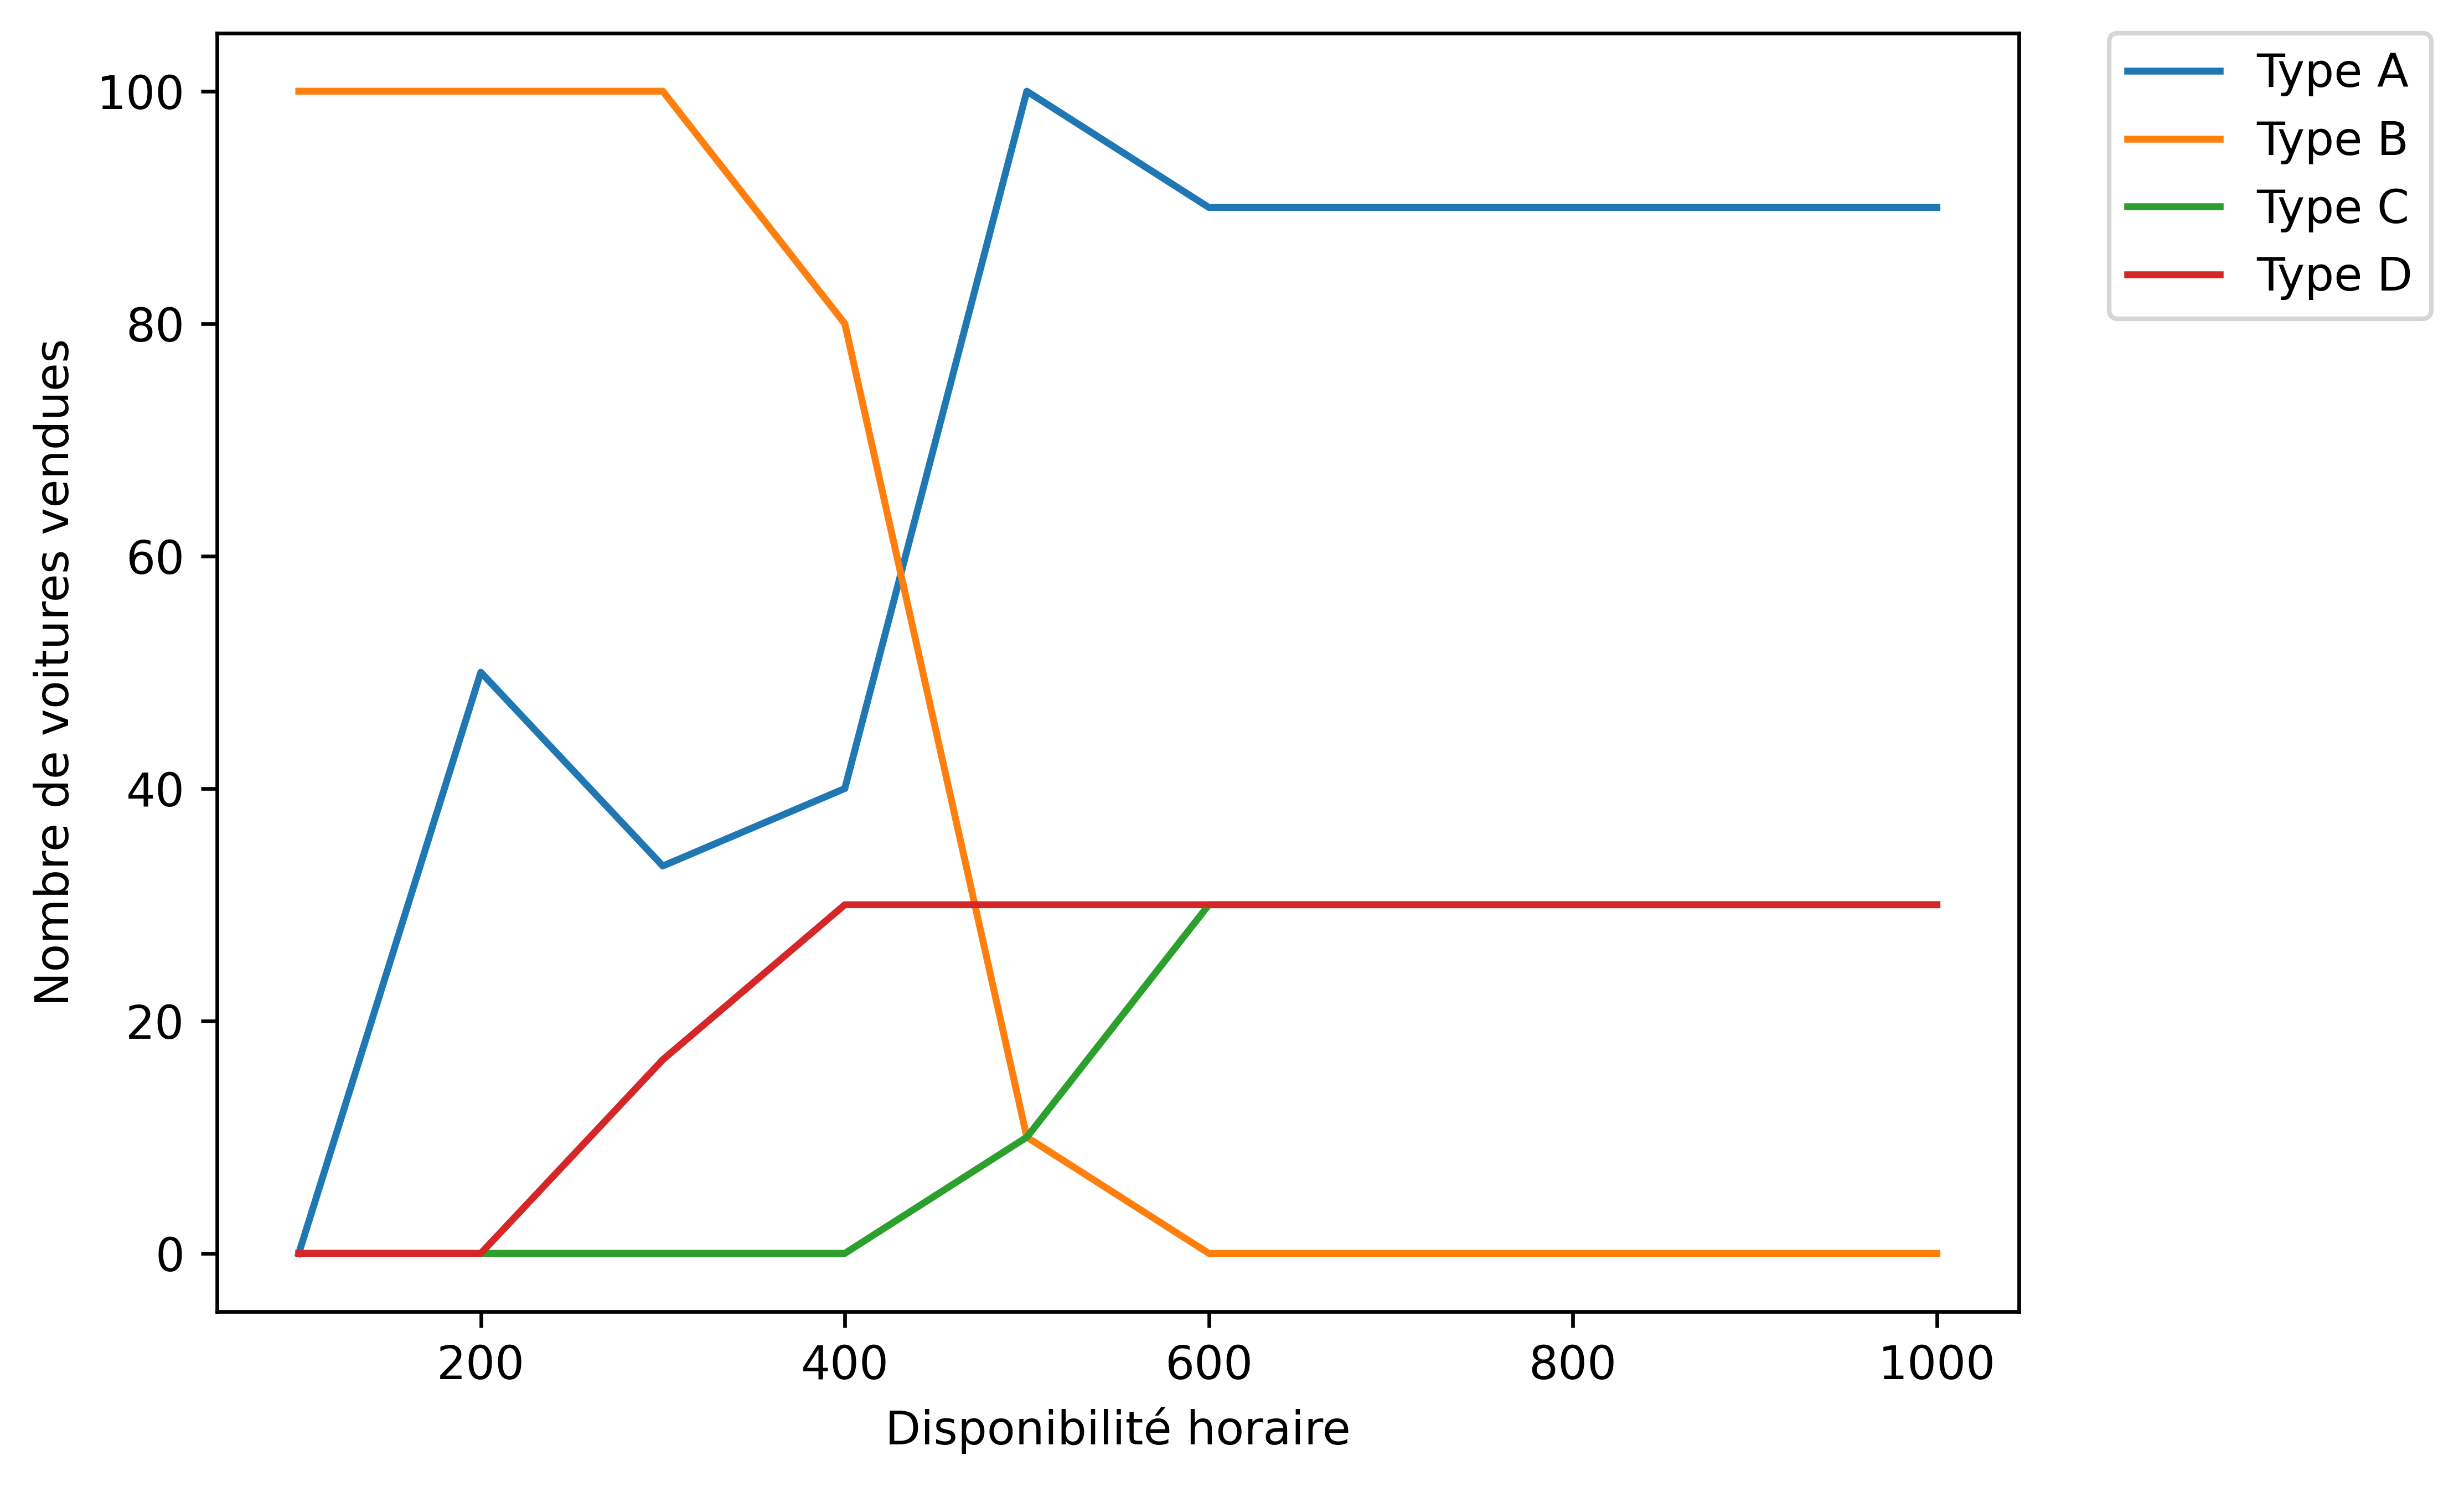 Type A
Type B
Type C
Type D
100
80
60
40
20
0
Nombre de voitures vendues
200 400 600 800 1000
Disponibilité horaire